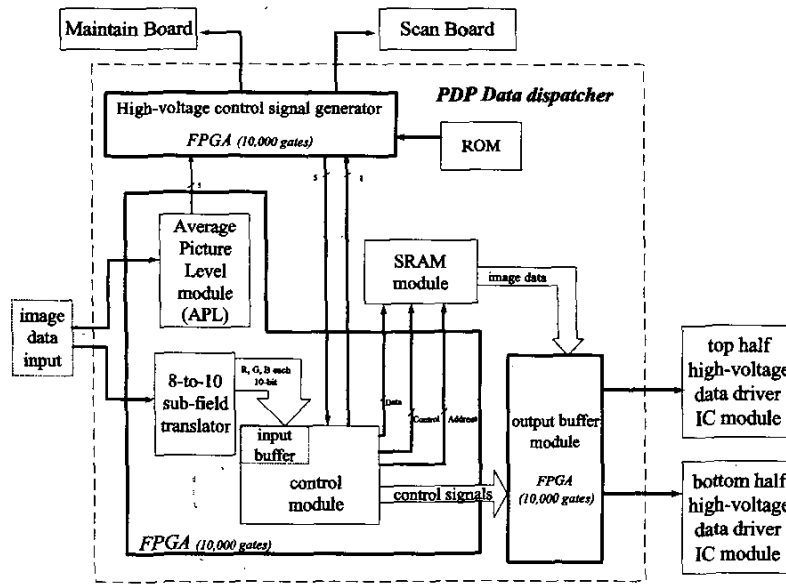 Maintain Board
Scan Board
PDP Data dispatcher
High-voltage control signal generator
FPGA (10,000 gates)
ROM
5
5
1
Average
Picture
Level
module
(APL)
SRAM
module
image data
image
data
input
8-to-10
sub-field
translator
R, G, B each
10-bit
Data
Control
Address
input
buffer
control
module
control signals
FPGA (10,000 gates)
output buffer
module
FPGA
(10,000 gates)
top half
high-voltage
data driver
IC module
bottom half
high-voltage
data driver
IC module